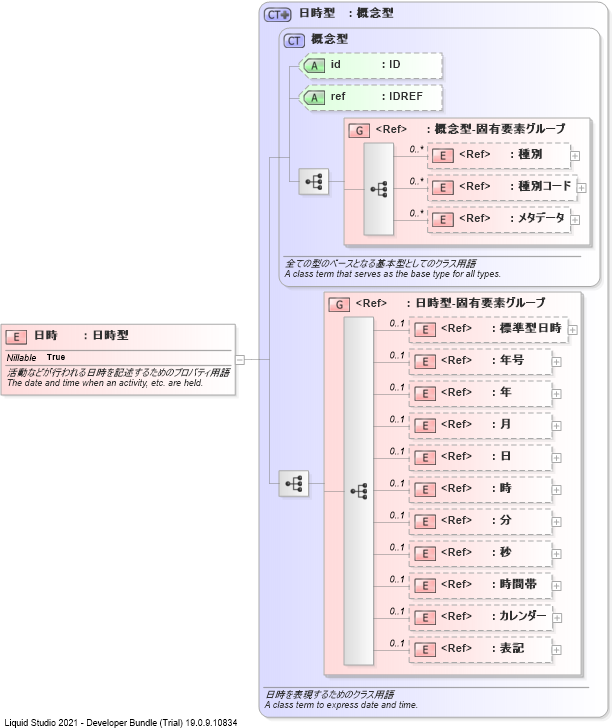 CT 日時型 : 概念型
CT 概念型
A id : ID
A ref : IDREF
G <Ref> : 概念型-固有要素グループ
0..* E <Ref> : 種別
0..* E <Ref> : 種別コード
0..* E <Ref> : メタデータ
全ての型のベースとなる基本型としてのクラス用語
A class term that serves as the base type for all types.
E 日時 : 日時型
Nillable True
活動などが行われる日時を記述するためのプロパティ用語
The date and time when an activity, etc. are held.
G <Ref> : 日時型-固有要素グループ
0..1 E <Ref> : 標準型日時
0..1 E <Ref> : 年号
0..1 E <Ref> : 年
0..1 E <Ref> : 月
0..1 E <Ref> : 日
0..1 E <Ref> : 時
0..1 E <Ref> : 分
0..1 E <Ref> : 秒
0..1 E <Ref> : 時間帯
0..1 E <Ref> : カレンダー
0..1 E <Ref> : 表記
日時を表現するためのクラス用語
A class term to express date and time.
Liquid Studio 2021 - Developer Bundle (Trial) 19.0.9.10834